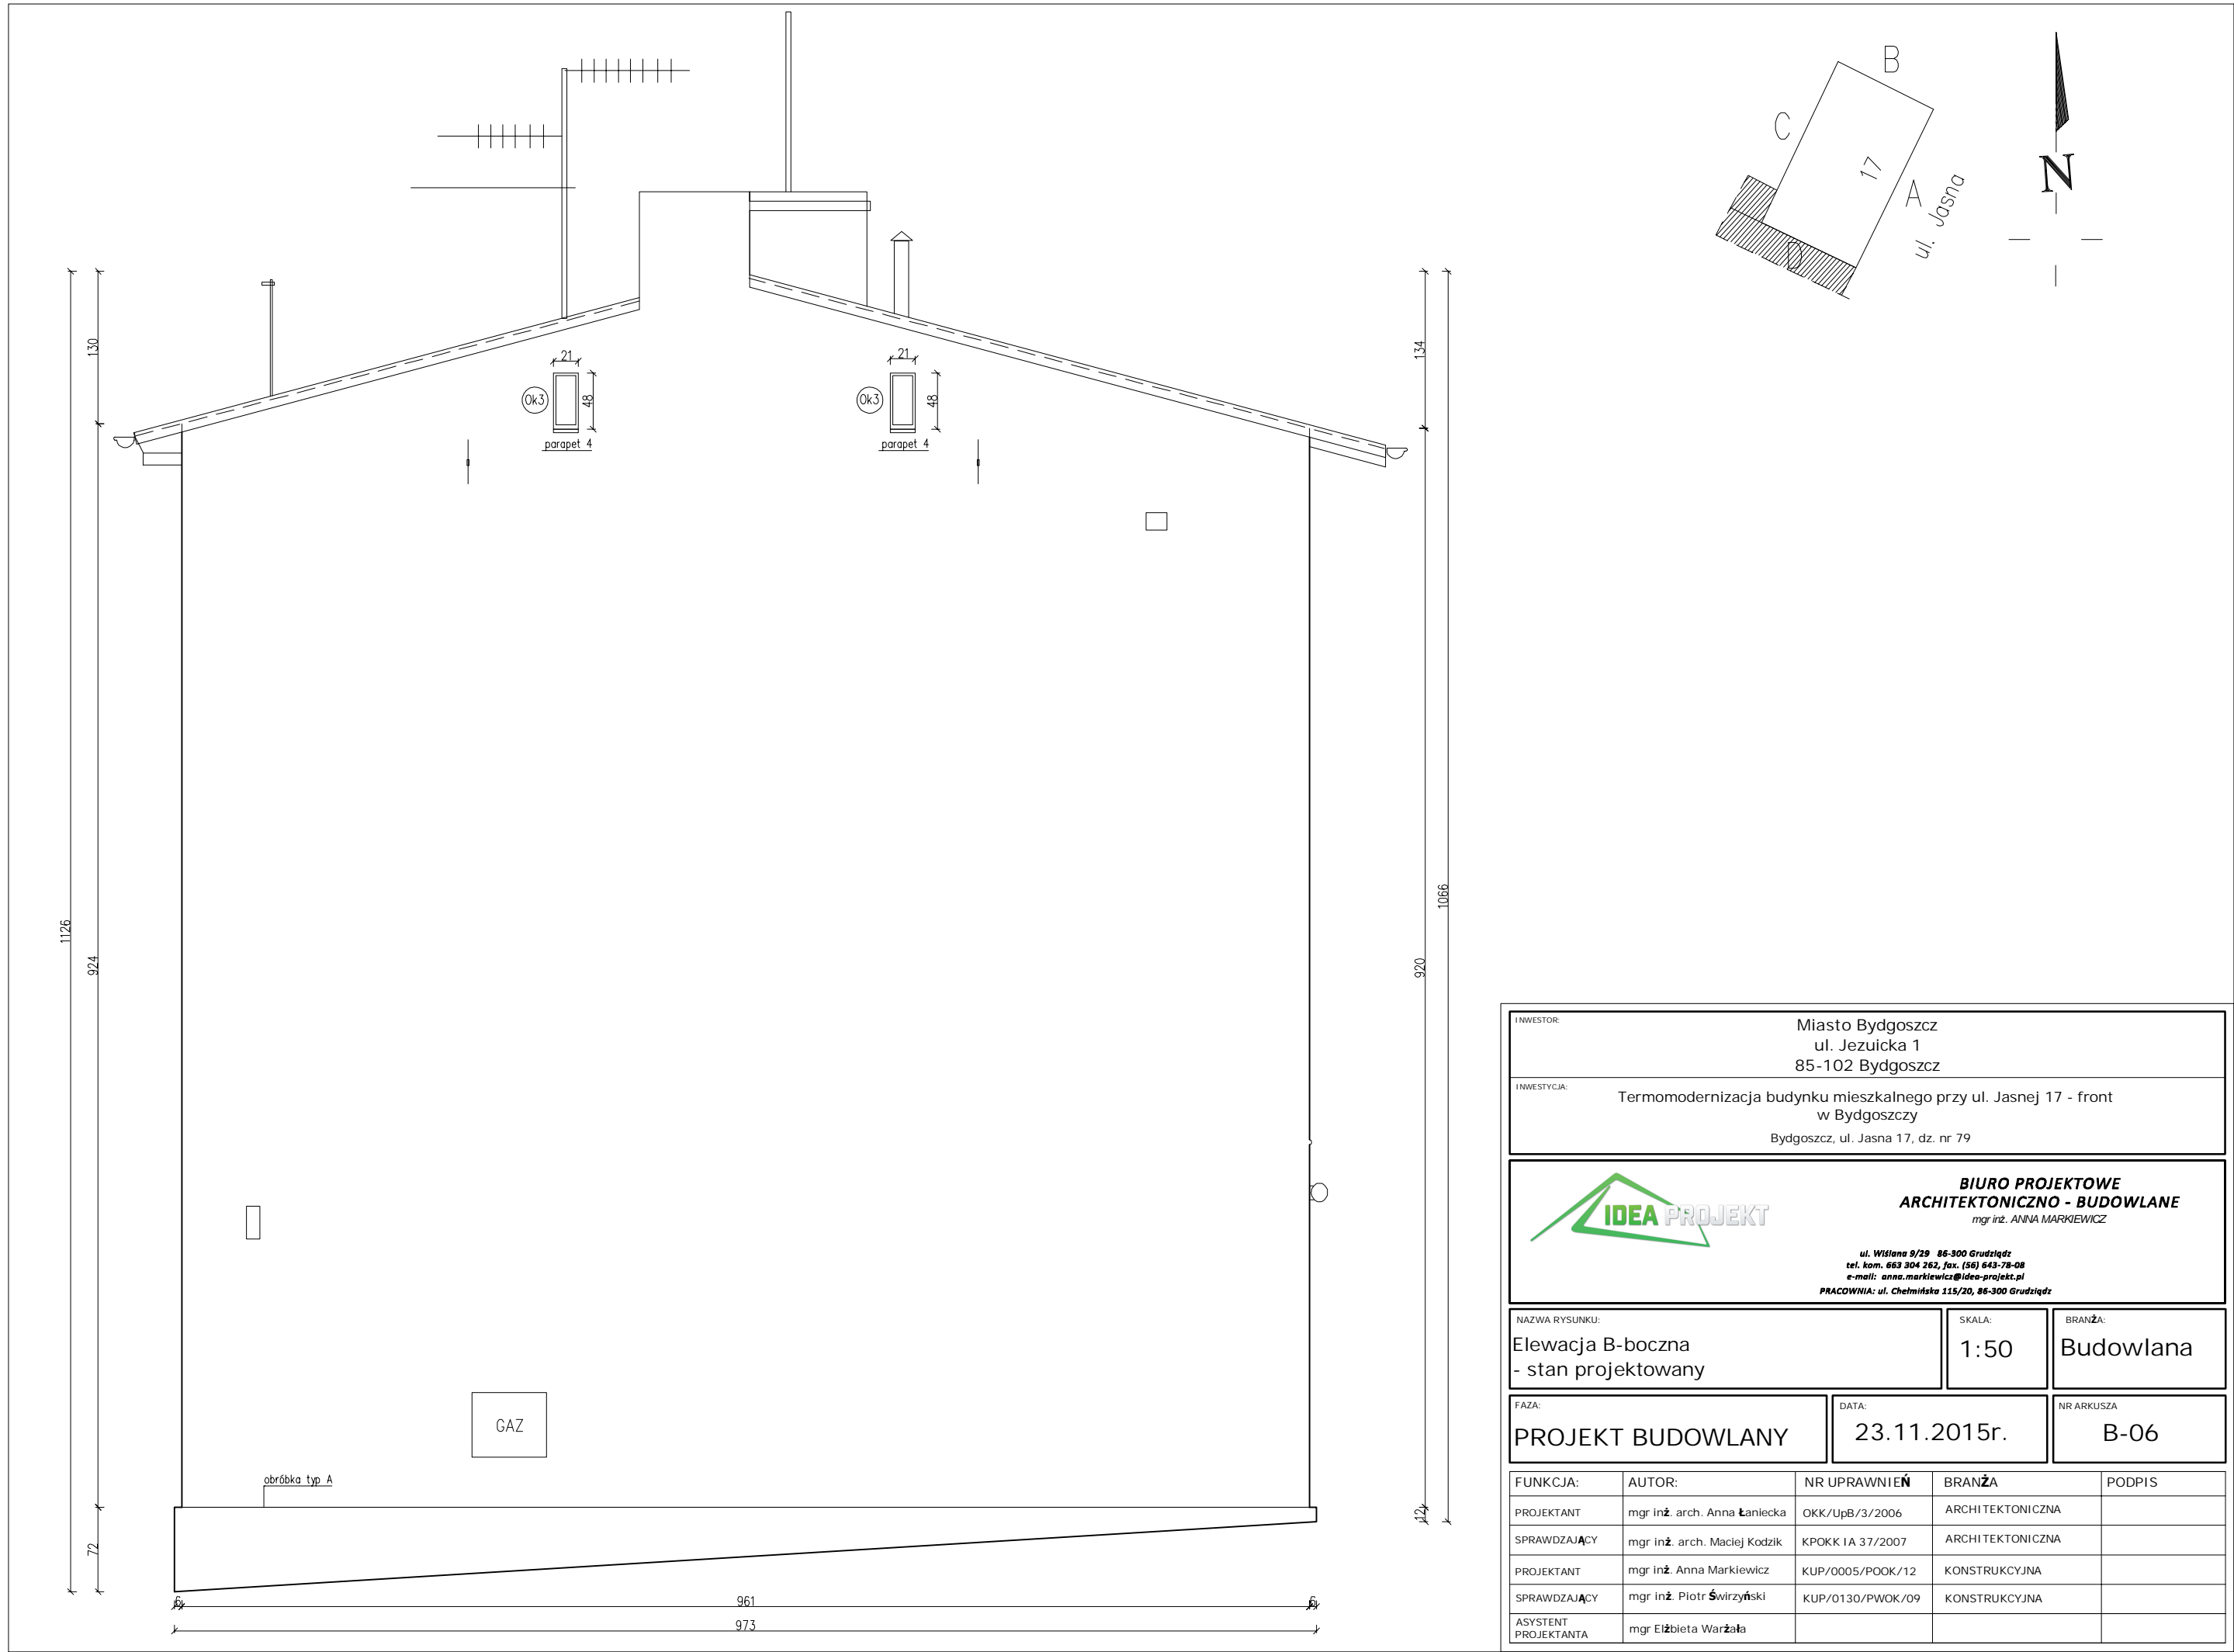 B
C
17
A
ul. Jasna
D
N
130
134
21
21
Ok3
48
Ok3
48
parapet 4
parapet 4
1126
924
1066
920
GAZ
obróbka typ A
12
72
6
961
6
973
INWESTOR:
Miasto Bydgoszcz
ul. Jezuicka 1
85-102 Bydgoszcz
INWESTYCJA:
Termomodernizacja budynku mieszkalnego przy ul. Jasnej 17 - front
w Bydgoszczy
Bydgoszcz, ul. Jasna 17, dz. nr 79
IDEA PROJEKT
BIURO PROJEKTOWE
ARCHITEKTONICZNO - BUDOWLANE
mgr inż. ANNA MARKIEWICZ
ul. Wiślana 9/29 86-300 Grudziądz
tel. kom. 663 304 262, fax. (56) 643-78-08
e-mail: anna.markiewicz@idea-projekt.pl
PRACOWNIA: ul. Chełmińska 115/20, 86-300 Grudziądz
NAZWA RYSUNKU:
Elewacja B-boczna
- stan projektowany
SKALA:
1:50
BRANŻA:
Budowlana
FAZA:
PROJEKT BUDOWLANY
DATA:
23.11.2015r.
NR ARKUSZA
B-06
FUNKCJA: AUTOR: NR UPRAWNIEŃ BRANŻA PODPIS
PROJEKTANT mgr inż. arch. Anna Łaniecka OKK/UpB/3/2006 ARCHITEKTONICZNA
SPRAWDZAJĄCY mgr inż. arch. Maciej Kodzik KPOKK IA 37/2007 ARCHITEKTONICZNA
PROJEKTANT mgr inż. Anna Markiewicz KUP/0005/POOK/12 KONSTRUKCYJNA
SPRAWDZAJĄCY mgr inż. Piotr Świrzyński KUP/0130/PWOK/09 KONSTRUKCYJNA
ASYSTENT
PROJEKTANTA mgr Elżbieta Warżała